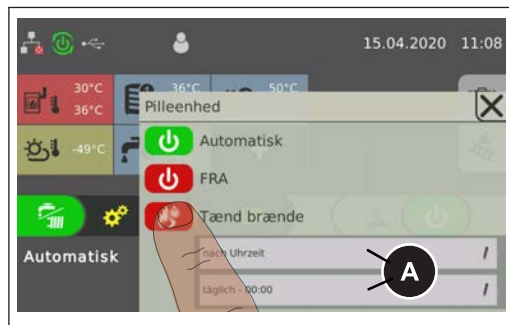 15.04.2020 11:08
30°C
36°C
36°C
50°C
-49°C
Pilleenhed
Automatisk
FRA
Tænd brænde
Automatisk
nach Uhrzeit
täglich - 00:00
A